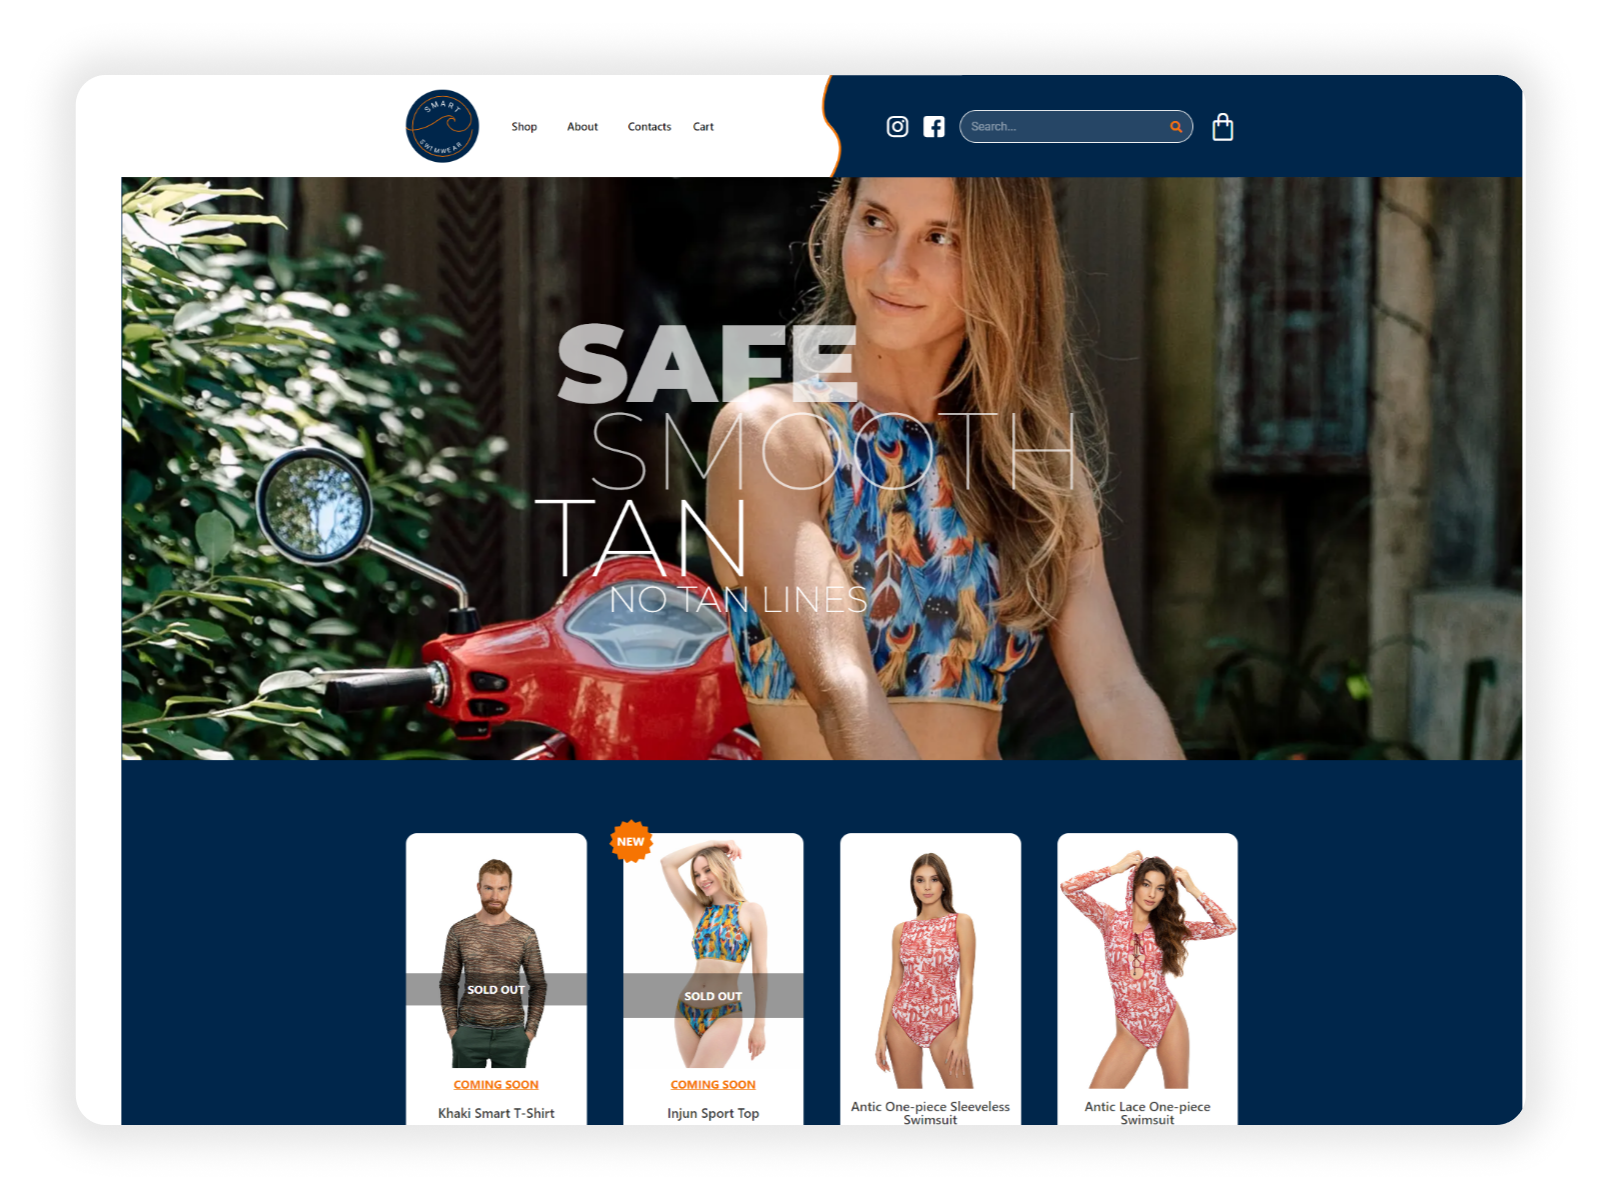 SMART
SWIMWEAR
Shop
About
Contacts
Cart
Search...
SAFE
SMOOTH
TAN
NO TAN LINES
NEW
SOLD OUT
SOLD OUT
COMING SOON
COMING SOON
Khaki Smart T-Shirt
Injun Sport Top
Antic One-piece Sleeveless
Swimsuit
Antic Lace One-piece
Swimsuit